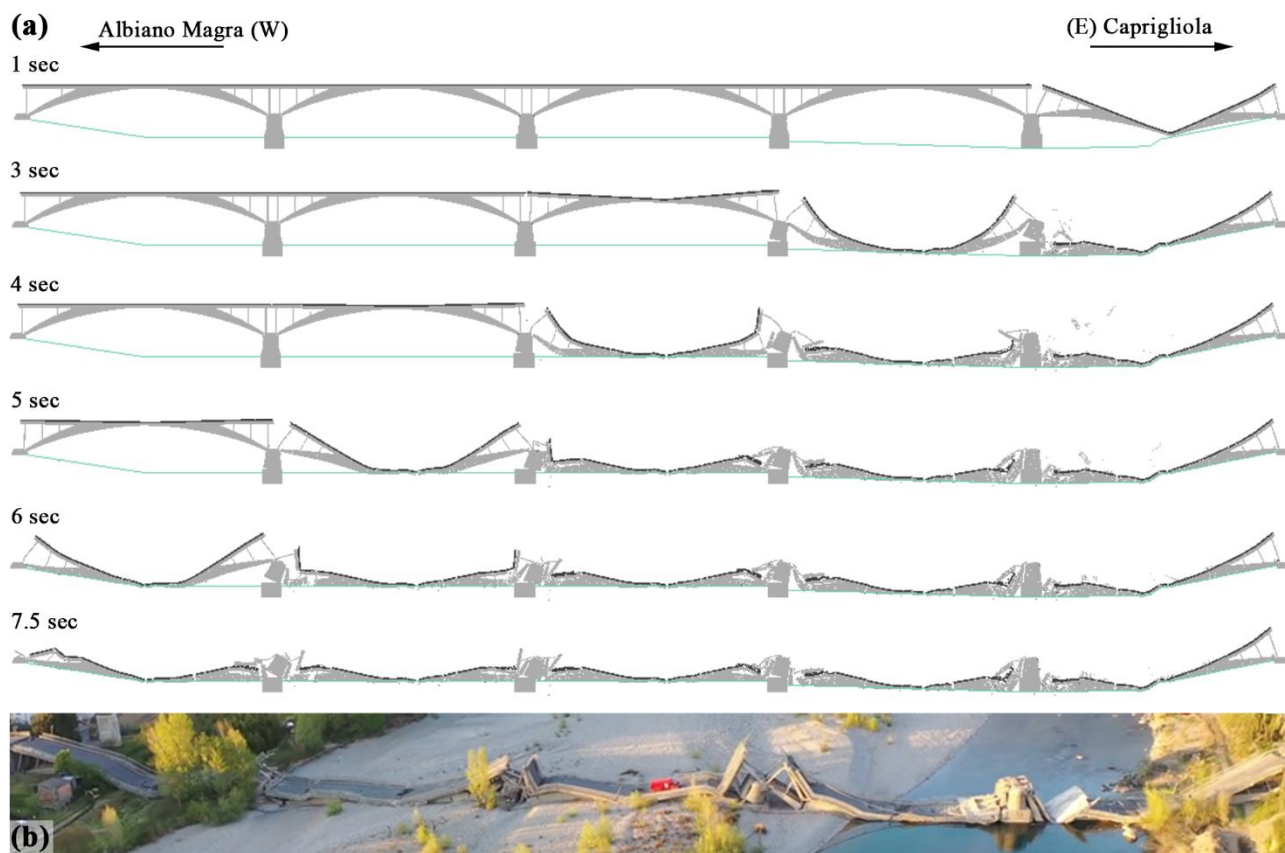 (a)
Albiano Magra (W)
(E) Caprigliola
1 sec
3 sec
4 sec
5 sec
6 sec
7.5 sec
(b)